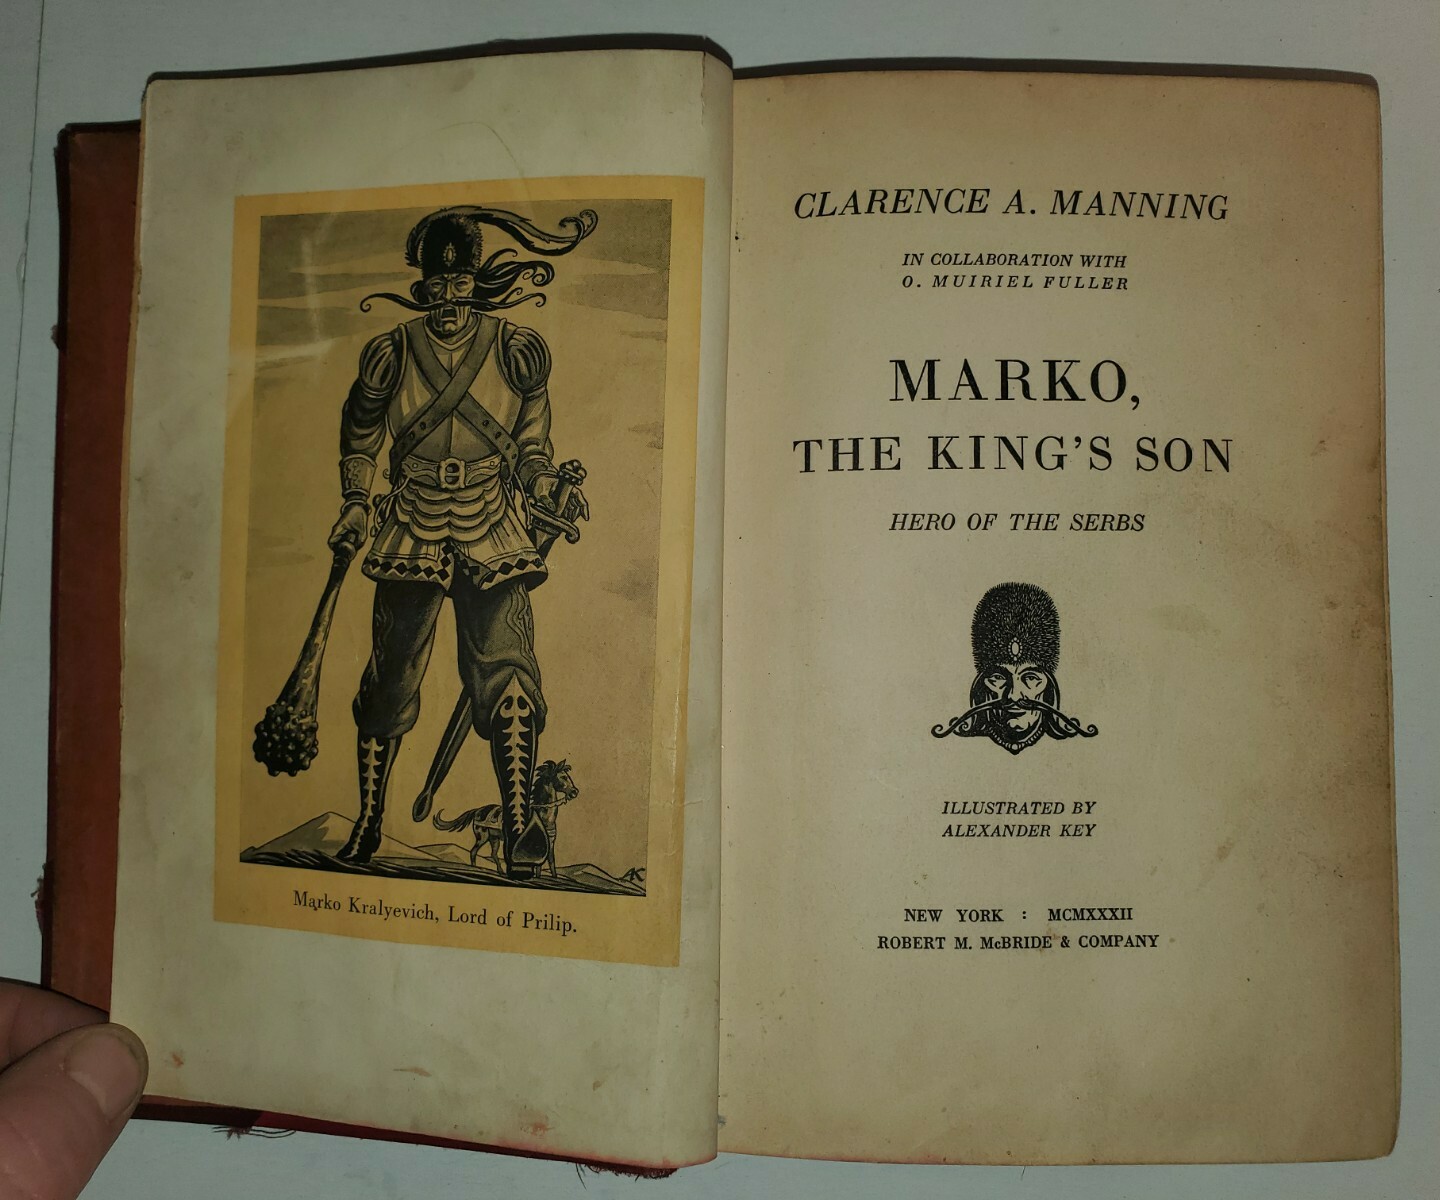 AK
Marko Kralyevich, Lord of Prilip.
CLARENCE A. MANNING
IN COLLABORATION WITH
O. MUIRIEL FULLER
MARKO,
THE KING'S SON
HERO OF THE SERBS
ILLUSTRATED BY
ALEXANDER KEY
NEW YORK : MCMXXXII
ROBERT M. McBRIDE & COMPANY